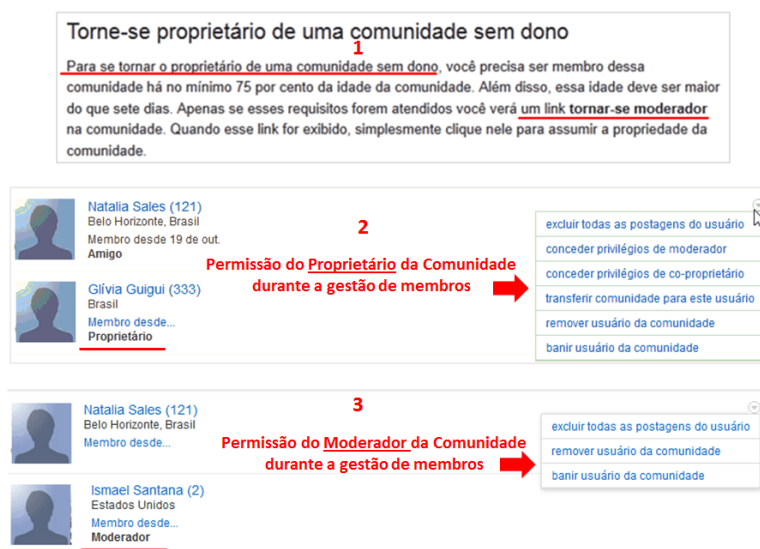 Torne-se proprietário de uma comunidade sem dono
1
Para se tornar o proprietário de uma comunidade sem dono, você precisa ser membro dessa
comunidade há no mínimo 75 por cento da idade da comunidade. Além disso, essa idade deve ser maior
do que sete dias. Apenas se esses requisitos forem atendidos você verá um link tornar-se moderador
na comunidade. Quando esse link for exibido, simplesmente clique nele para assumir a propriedade da
comunidade.
Natalia Sales (121)
Belo Horizonte, Brasil
Membro desde 19 de out.
Amigo
Glívia Guigui (333)
Brasil
Membro desde...
Proprietário
2
Permissão do Proprietário da Comunidade
durante a gestão de membros
excluir todas as postagens do usuário
conceder privilégios de moderador
conceder privilégios de co-proprietário
transferir comunidade para este usuário
remover usuário da comunidade
banir usuário da comunidade
Natalia Sales (121)
Belo Horizonte, Brasil
Membro desde...
Ismael Santana (2)
Estados Unidos
Membro desde...
Moderador
3
Permissão do Moderador da Comunidade
durante a gestão de membros
excluir todas as postagens do usuário
remover usuário da comunidade
banir usuário da comunidade